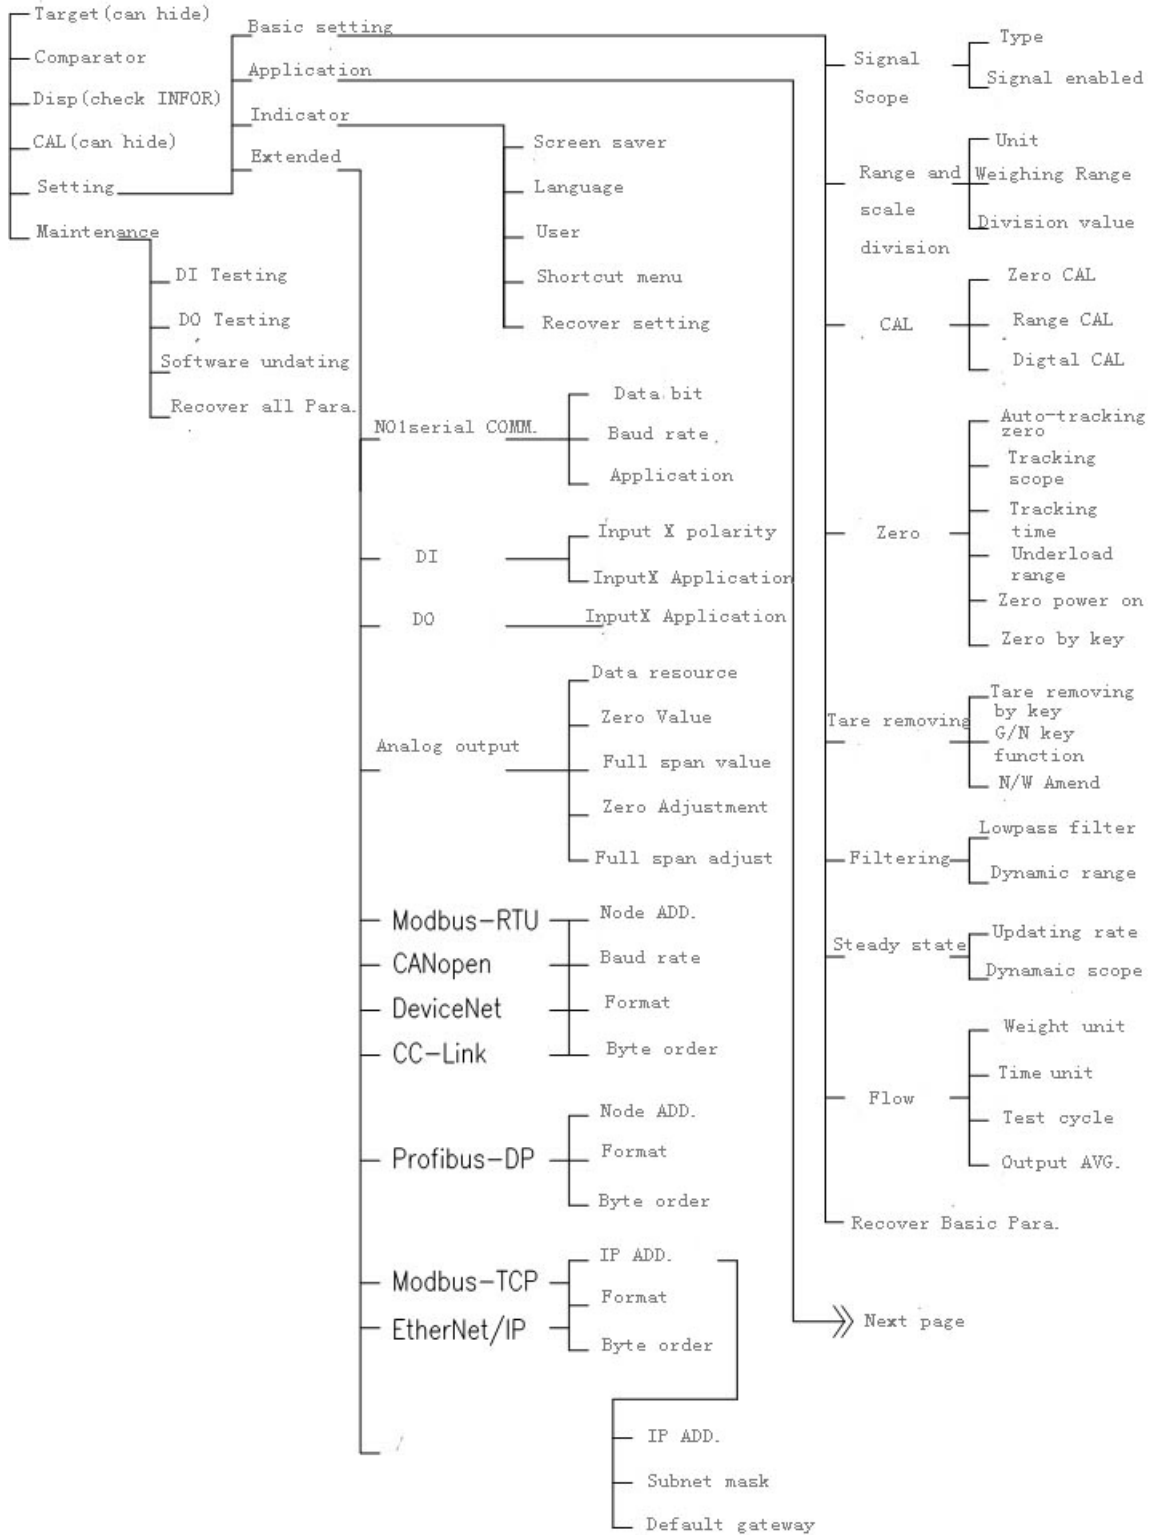 Target(can hide)
Comparator
Disp(check INFOR)
CAL(can hide)
Setting
Maintenance
DI Testing
DO Testing
Software undating
Recover all Para.
Basic setting
Application
Indicator
Extended
Screen saver
Language
User
Shortcut menu
Recover setting
NO1serial COMM.
Data bit
Baud rate
Application
DI
Input X polarity
InputX Application
DO
InputX Application
Analog output
Data resource
Zero Value
Full span value
Zero Adjustment
Full span adjust
Modbus-RTU
CANopen
DeviceNet
CC-Link
Node ADD.
Baud rate
Format
Byte order
Profibus-DP
Node ADD.
Format
Byte order
Modbus-TCP
EtherNet/IP
IP ADD.
Format
Byte order
IP ADD.
Subnet mask
Default gateway
Signal
Scope
Type
Signal enabled
Range and
scale
division
Unit
Weighing Range
Division value
CAL
Zero CAL
Range CAL
Digtal CAL
Zero
Auto-tracking
zero
Tracking
scope
Tracking
time
Underload
range
Zero power on
Zero by key
Tare removing
Tare removing
by key
G/N key
function
N/W Amend
Filtering
Lowpass filter
Dynamic range
Steady state
Updating rate
Dynamaic scope
Flow
Weight unit
Time unit
Test cycle
Output AVG.
Recover Basic Para.
Next page